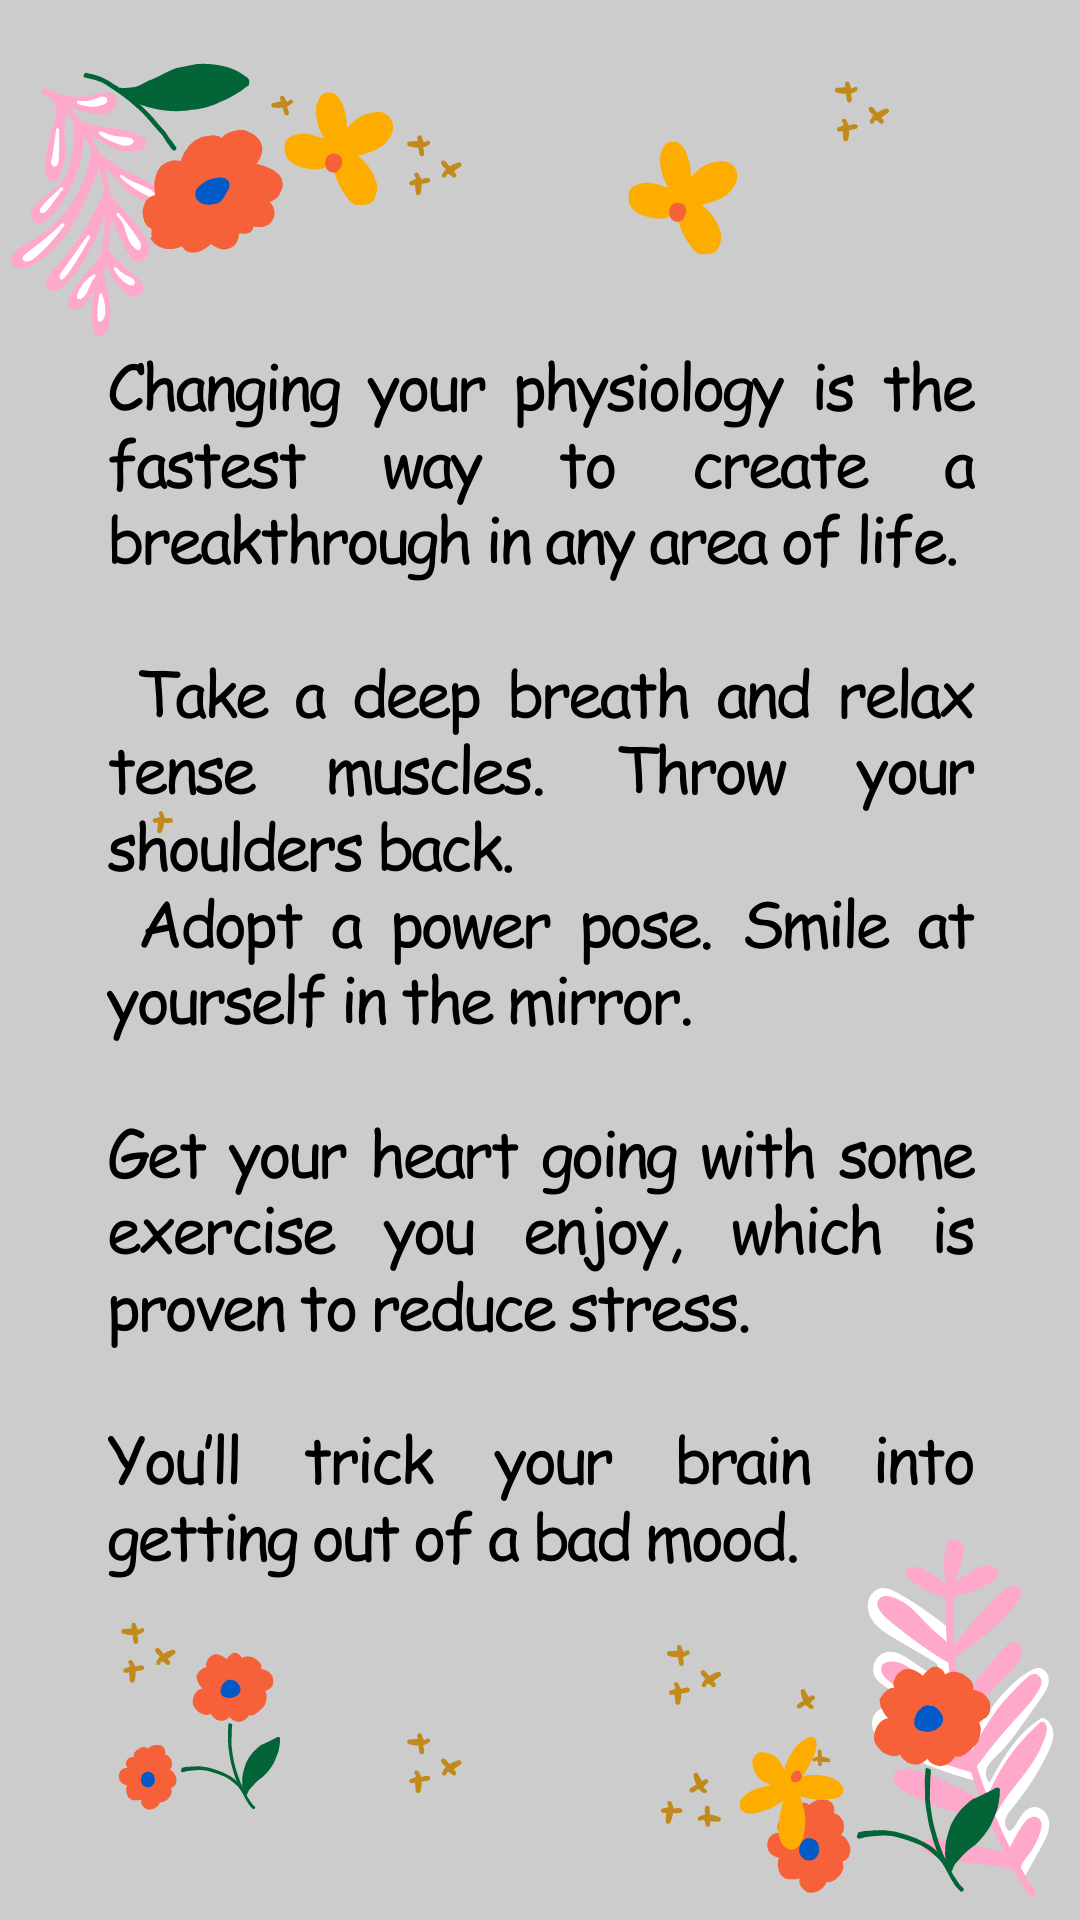 Changing your physiology is the
fastest way to create a
breakthrough in any area of life.
Take a deep breath and relax
tense muscles. Throw your
shoulders back.
Adopt a power pose. Smile at
yourself in the mirror.
Get your heart going with some
exercise you enjoy, which is
proven to reduce stress.
You'll trick your brain into
getting out of a bad mood.